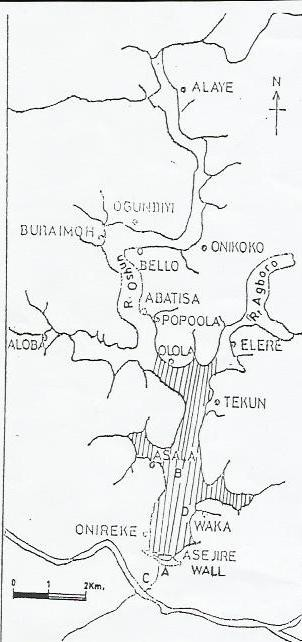 ALAYE
N
OGUNDIYI
BURAIMOH
ONIKOKO
BELLO
R. Osun
R. Agboro
ABATISA
POPOOLA
ALOBA
OLOLA
ELERE
TEKUN
ASALA
B
D
WAKA
ONIREKE
ASEJIRE
WALL
A
C
0 1 2Km.